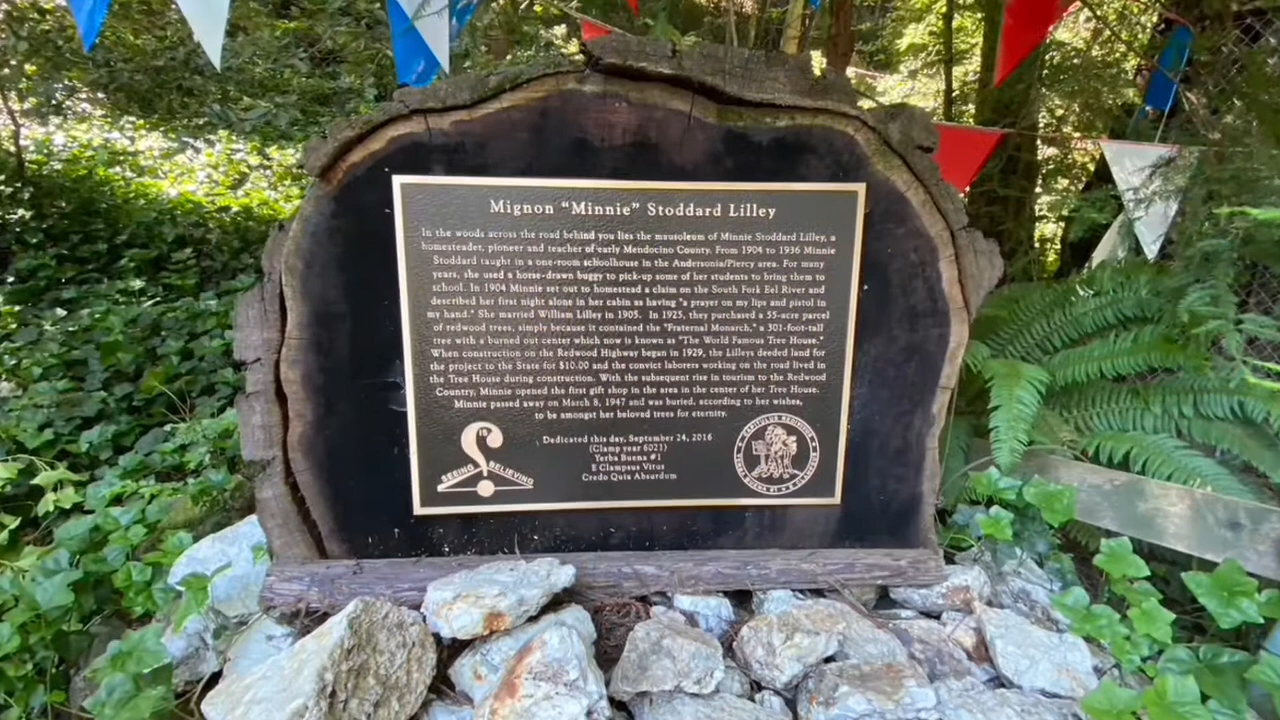 Mignon "Minnie" Stoddard Lilley
In the woods across the road behind you lies the mausoleum of Minnie Stoddard Lilley, a
homesteader, pioneer and teacher of early Mendocino County. From 1904 to 1936 Minnie
Stoddard taught in a one-room schoolhouse in the Andersonia/Piercy area. For many
years, she used a horse-drawn buggy to pick-up some of her students to bring them to
school. In 1904 Minnie set out to homestead a claim on the South Fork Eel River and
described her first night alone in her cabin as having "a prayer on my lips and pistol in
my hand." She married William Lilley in 1905. In 1925, they purchased a 55-acre parcel
of redwood trees, simply because it contained the "Fraternal Monarch," a 301-foot-tall
tree with a burned out center which now is known as "The World Famous Tree House."
When construction on the Redwood Highway began in 1929, the Lilleys deeded land for
the project to the State for $10.00 and the convict laborers working on the road lived in
the Tree House during construction. With the subsequent rise in tourism to the Redwood
Country, Minnie opened the first gift shop in the area in the center of her Tree House.
Minnie passed away on March 8, 1947 and was buried, according to her wishes,
to be amongst her beloved trees for eternity.
Dedicated this day, September 24, 2016
(Clamp year 6021)
Yerba Buena #1
E Clampsus Vitus
Credo Quia Absurdum
SEEING IS BELIEVING
CAPITULUS REDIVIVUS
YERBA BUENA #1 E CLAMPSUS